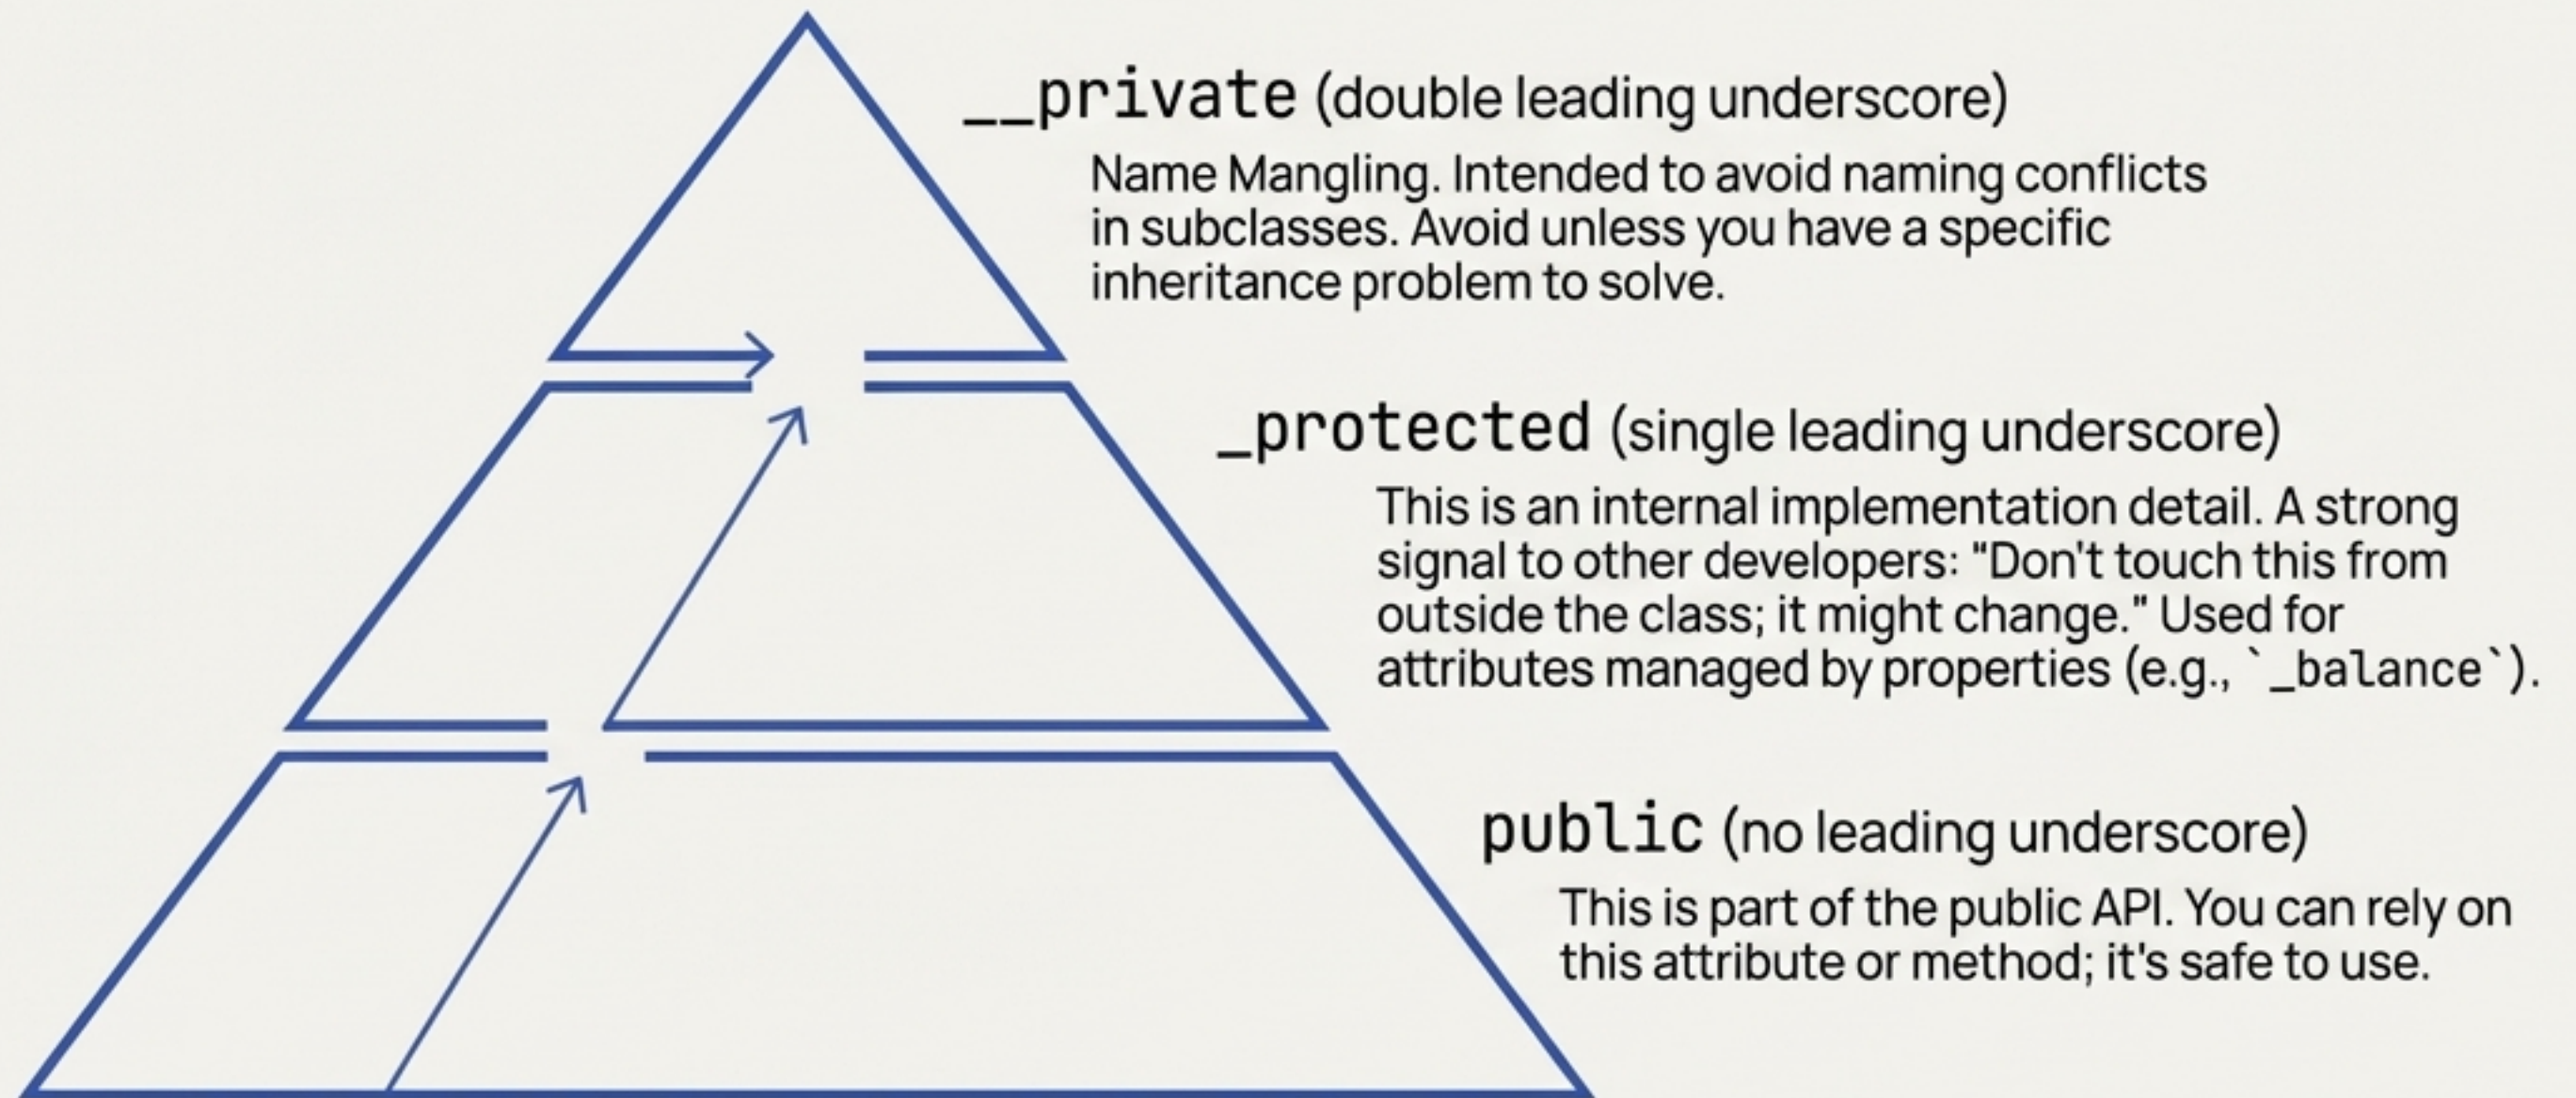 __private (double leading underscore)
Name Mangling. Intended to avoid naming conflicts
in subclasses. Avoid unless you have a specific
inheritance problem to solve.
_protected (single leading underscore)
This is an internal implementation detail. A strong
signal to other developers: "Don't touch this from
outside the class; it might change." Used for
attributes managed by properties (e.g., `_balance`).
public (no leading underscore)
This is part of the public API. You can rely on
this attribute or method; it's safe to use.